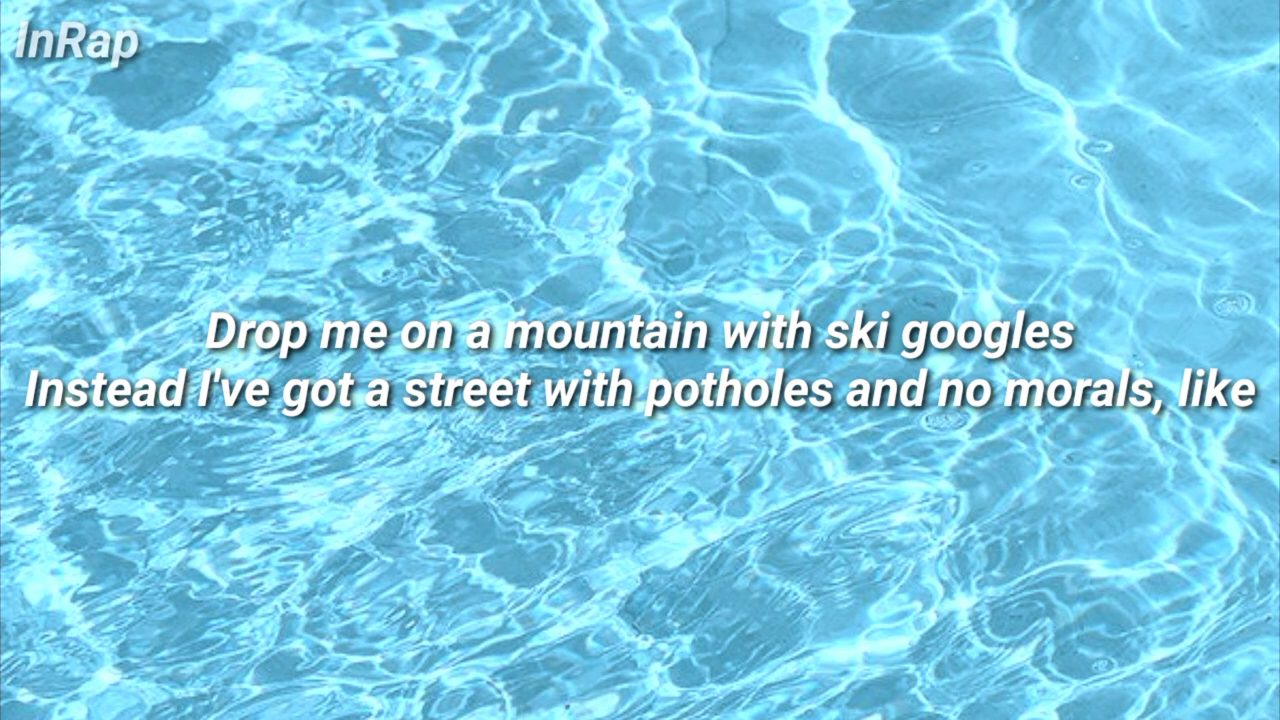 InRap
Drop me on a mountain with ski googles
Instead I've got a street with potholes and no morals, like